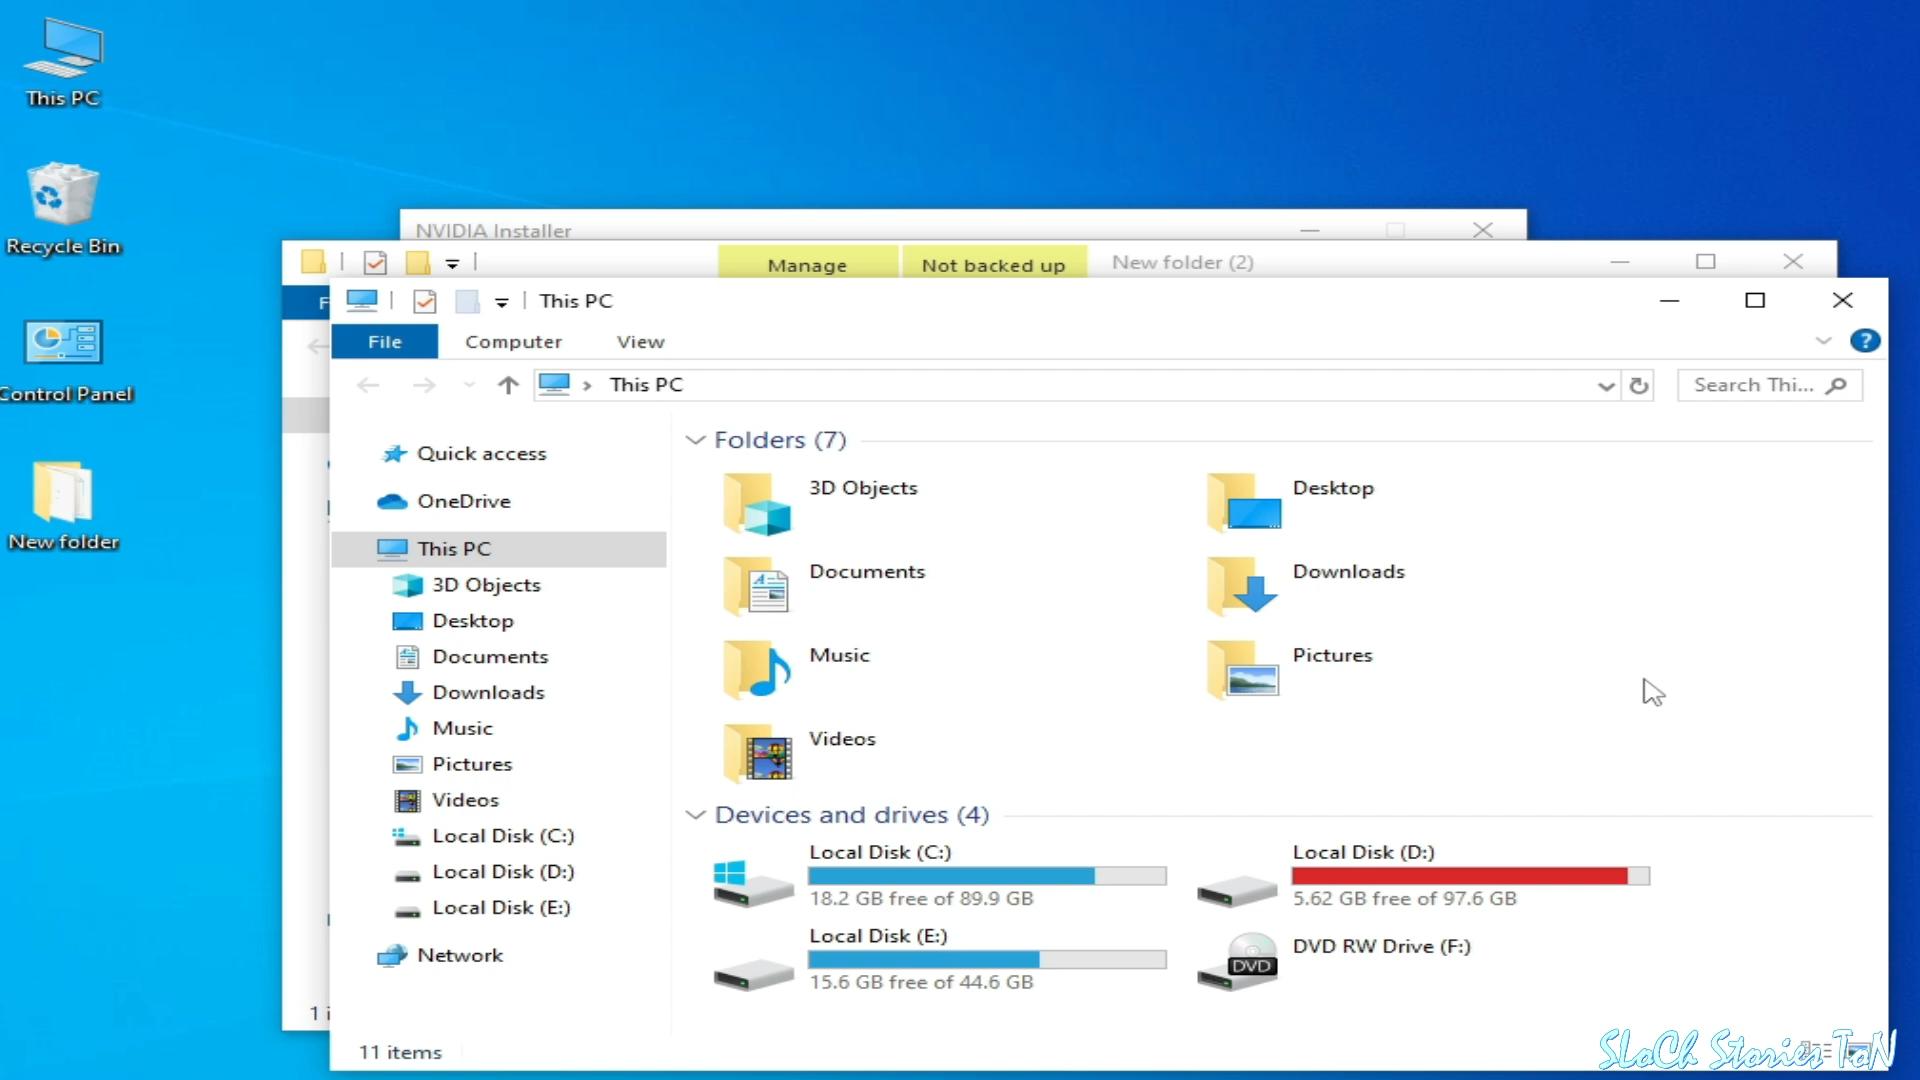 This PC
Recycle Bin
Control Panel
New folder
NVIDIA Installer
Manage
Not backed up
New folder (2)
This PC
File
Computer
View
This PC
Search Thi...
Quick access
OneDrive
This PC
3D Objects
Desktop
Documents
Downloads
Music
Pictures
Videos
Local Disk (C:)
Local Disk (D:)
Local Disk (E:)
Network
Folders (7)
3D Objects
Desktop
Documents
Downloads
Music
Pictures
Videos
Devices and drives (4)
Local Disk (C:)
18.2 GB free of 89.9 GB
Local Disk (D:)
5.62 GB free of 97.6 GB
Local Disk (E:)
15.6 GB free of 44.6 GB
DVD
DVD RW Drive (F:)
11 items
SLoCh Stories ToN